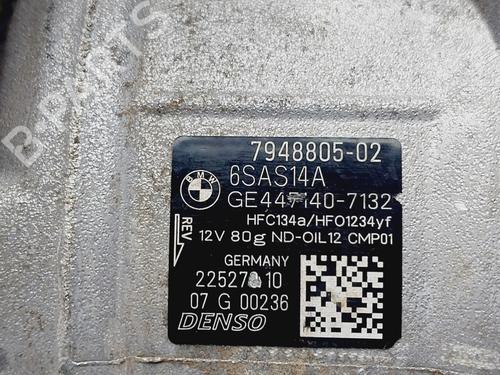 B-PARTS
7948805-02
BMW
6SAS14A
GE447140-7132
HFC134a/HFO1234yf
REV
12V 80g ND-OIL12 CMP01
GERMANY
07 G 00236
DENSO